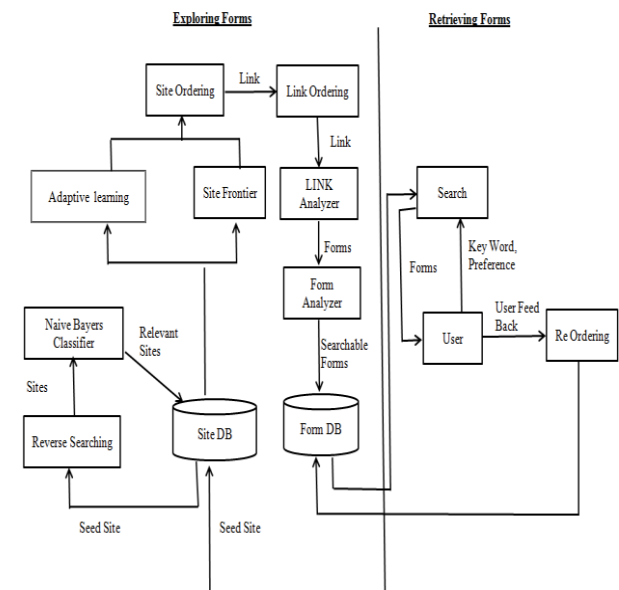 Exploring Forms
Retrieving Forms
Site Ordering
Link
Link Ordering
Link
Adaptive learning
Site Frontier
LINK
Analyzer
Search
Forms
Key Word,
Preference
Forms
Form
Analyzer
Naive Bayers
Classifier
Relevant
Sites
Searchable
Forms
User
User Feed
Back
Re Ordering
Sites
Reverse Searching
Site DB
Form DB
Seed Site
Seed Site